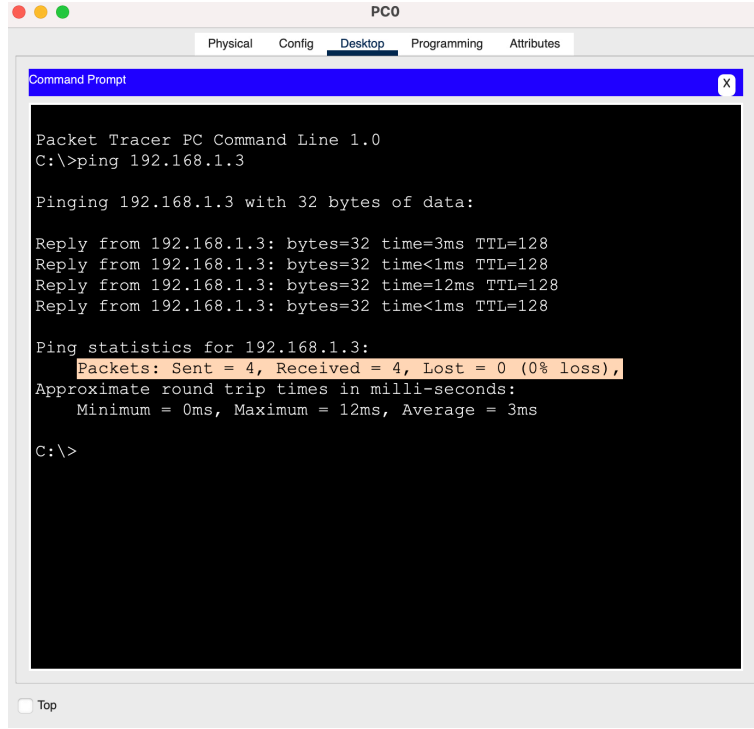 PC0
Physical Config Desktop Programming Attributes
Command Prompt
X
Packet Tracer PC Command Line 1.0
C:\>ping 192.168.1.3
Pinging 192.168.1.3 with 32 bytes of data:
Reply from 192.168.1.3: bytes=32 time=3ms TTL=128
Reply from 192.168.1.3: bytes=32 time<1ms TTL=128
Reply from 192.168.1.3: bytes=32 time=12ms TTL=128
Reply from 192.168.1.3: bytes=32 time<1ms TTL=128
Ping statistics for 192.168.1.3:
Packets: Sent = 4, Received = 4, Lost = 0 (0% loss),
Approximate round trip times in milli-seconds:
Minimum = 0ms, Maximum = 12ms, Average = 3ms
C:\>
Top